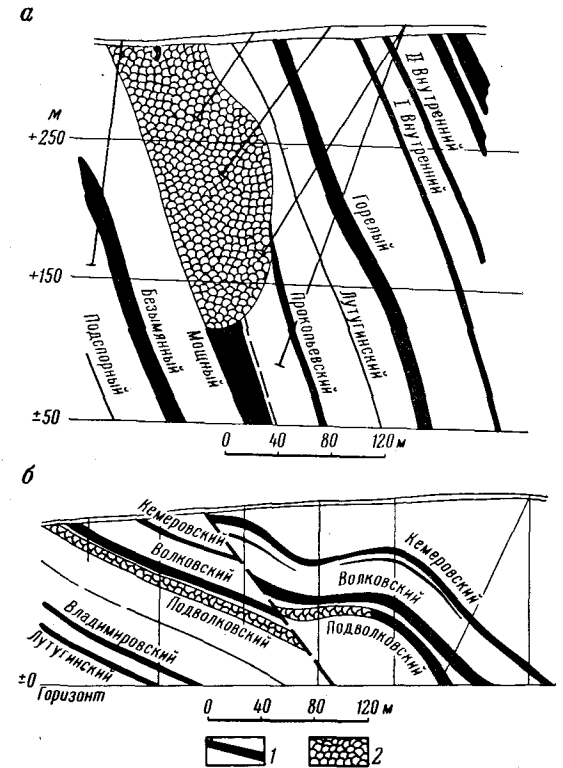 а
м
+250
+150
±50
Подспорный
Безымянный
Мощный
Прокопьевский
Лутугинский
Горелый
I Внутренний
II Внутренний
0 40 80 120 м
б
Кемеровский
Волковский
Подволковский
Владимировский
Лутугинский
Кемеровский
Волковский
Подволковский
±0
Горизонт
0 40 80 120 м
1 2